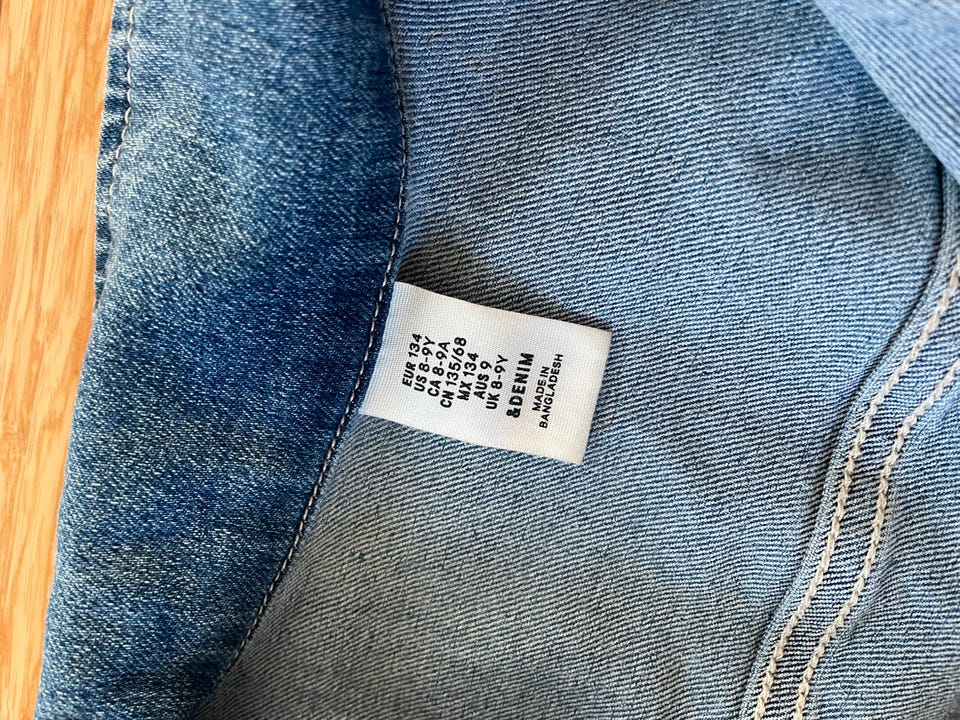 EUR 134
US 8-9Y
CA 8-9A
CN 135/68
MX 134
AUS 9
UK 8-9Y
&DENIM
MADE IN
BANGLADESH